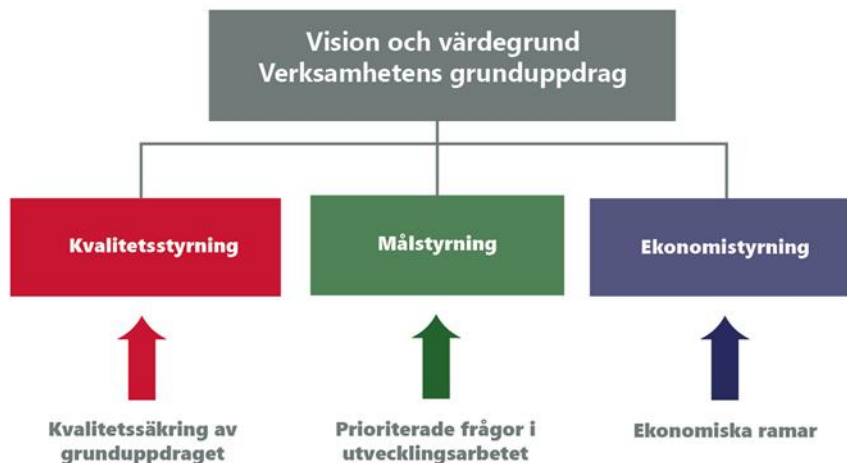 Vision och värdegrund
Verksamhetens grunduppdrag
Kvalitetsstyrning
Målstyrning
Ekonomistyrning
Kvalitetssäkring av
grunduppdraget
Prioriterade frågor i
utvecklingsarbetet
Ekonomiska ramar